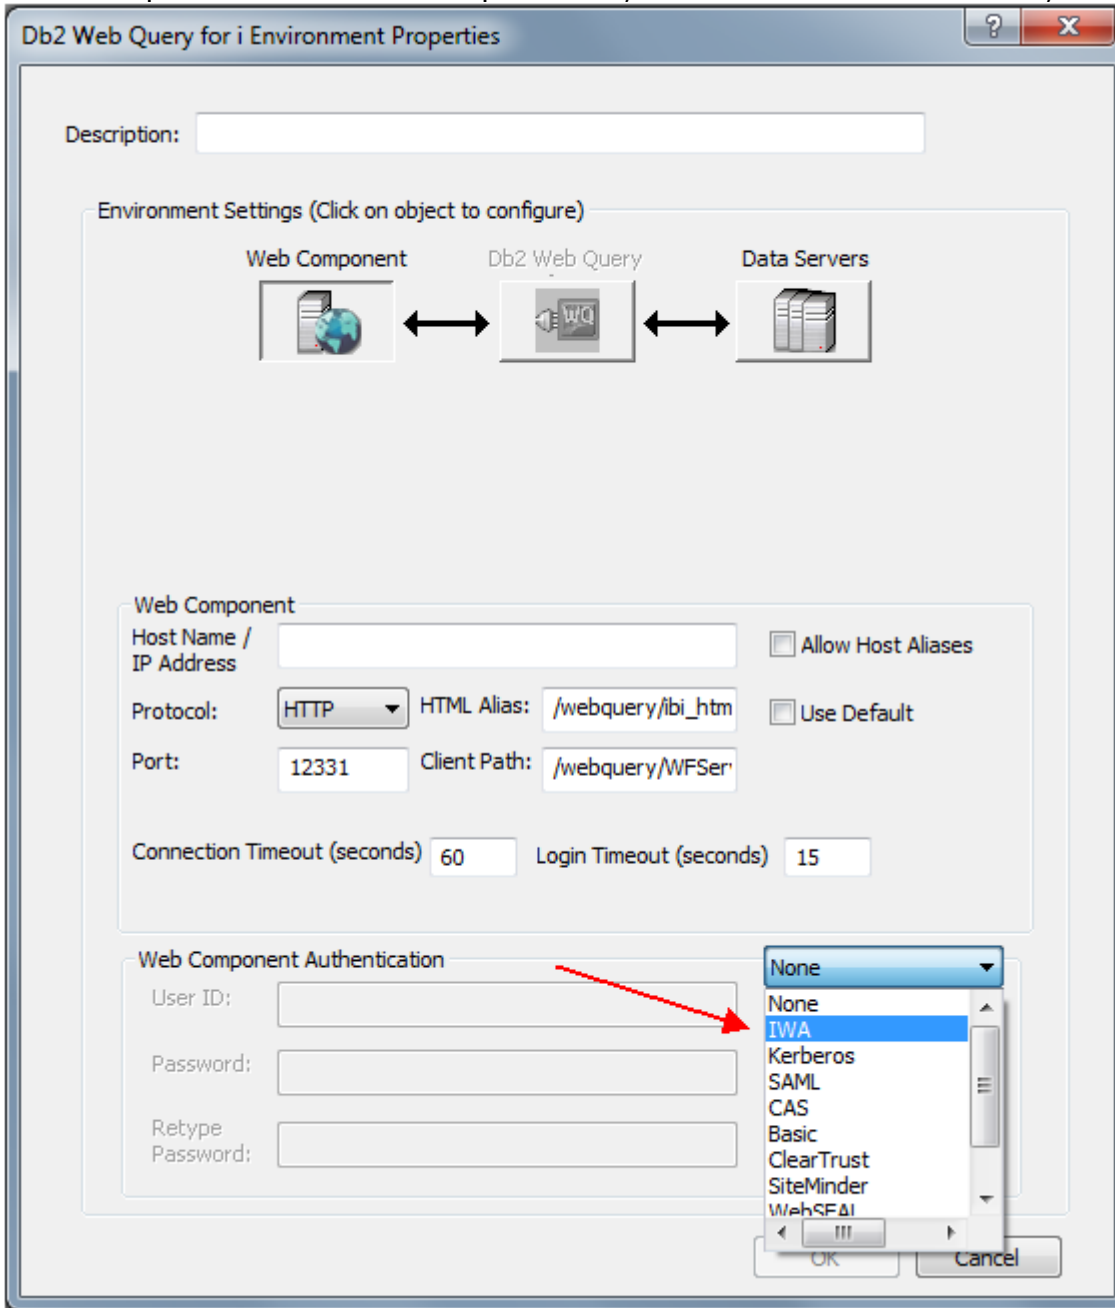 Db2 Web Query for i Environment Properties
?
X
Description:
Environment Settings (Click on object to configure)
Web Component
Db2 Web Query
Data Servers
WQ
Web Component
Host Name /
IP Address
Allow Host Aliases
Protocol:
HTTP
HTML Alias:
/webquery/ibi_htm
Use Default
Port:
12331
Client Path:
/webquery/WFSer
Connection Timeout (seconds)
60
Login Timeout (seconds)
15
Web Component Authentication
None
User ID:
None
IWA
Password:
Kerberos
SAML
CAS
Retype
Password:
Basic
ClearTrust
SiteMinder
WebSEAL
OK
Cancel